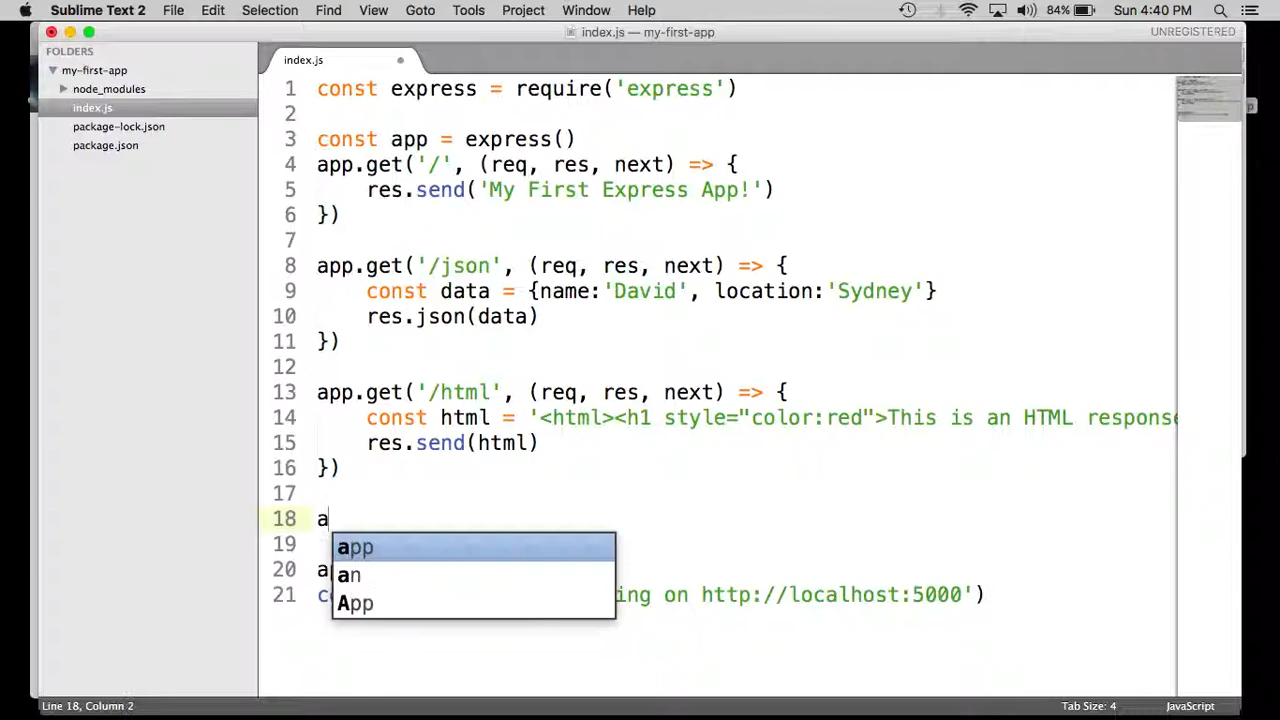 Sublime Text 2 File Edit Selection Find View Goto Tools Project Window Help 84% Sun 4:40 PM
index.js — my-first-app UNREGISTERED
FOLDERS
my-first-app
node_modules
index.js
package-lock.json
package.json
index.js
1 const express = require('express')
2
3 const app = express()
4 app.get('/', (req, res, next) => {
5 res.send('My First Express App!')
6 })
7
8 app.get('/json', (req, res, next) => {
9 const data = {name:'David', location:'Sydney'}
10 res.json(data)
11 })
12
13 app.get('/html', (req, res, next) => {
14 const html = '<html><h1 style="color:red">This is an HTML response
15 res.send(html)
16 })
17
18 a
19
20
21 ing on http://localhost:5000')
app
an
App
Line 18, Column 2 Tab Size: 4 JavaScript